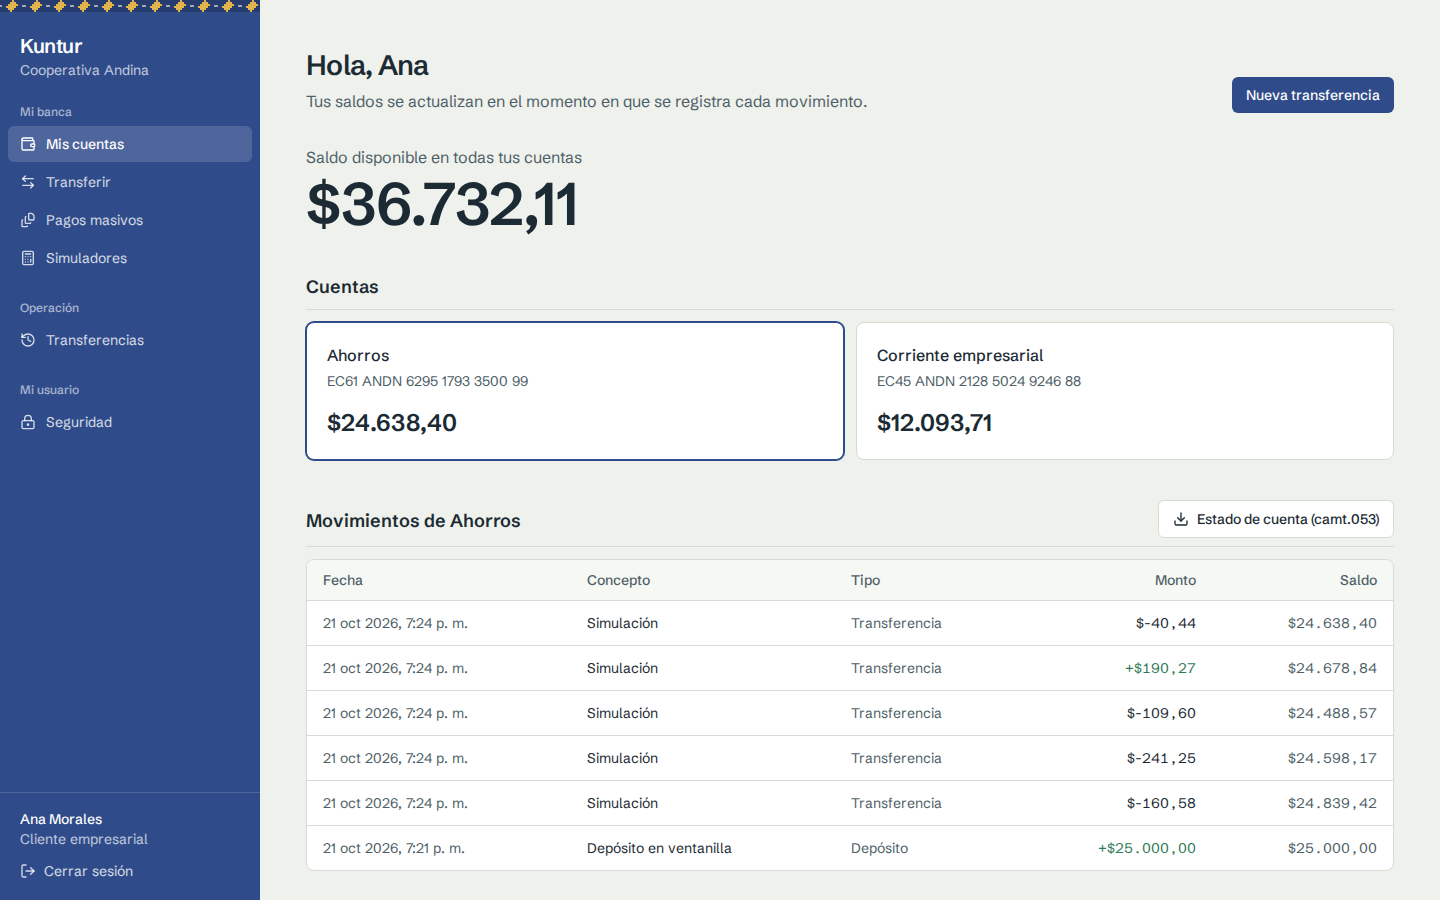 Kuntur
Cooperativa Andina
Mi banca
Mis cuentas
Transferir
Pagos masivos
Simuladores
Operación
Transferencias
Mi usuario
Seguridad
Ana Morales
Cliente empresarial
Cerrar sesión
Hola, Ana
Tus saldos se actualizan en el momento en que se registra cada movimiento.
Nueva transferencia
Saldo disponible en todas tus cuentas
$36.732,11
Cuentas
Ahorros
EC61 ANDN 6295 1793 3500 99
$24.638,40
Corriente empresarial
EC45 ANDN 2128 5024 9246 88
$12.093,71
Movimientos de Ahorros
Estado de cuenta (camt.053)
Fecha Concepto Tipo Monto Saldo
21 oct 2026, 7:24 p. m. Simulación Transferencia $-40,44 $24.638,40
21 oct 2026, 7:24 p. m. Simulación Transferencia +$190,27 $24.678,84
21 oct 2026, 7:24 p. m. Simulación Transferencia $-109,60 $24.488,57
21 oct 2026, 7:24 p. m. Simulación Transferencia $-241,25 $24.598,17
21 oct 2026, 7:24 p. m. Simulación Transferencia $-160,58 $24.839,42
21 oct 2026, 7:21 p. m. Depósito en ventanilla Depósito +$25.000,00 $25.000,00